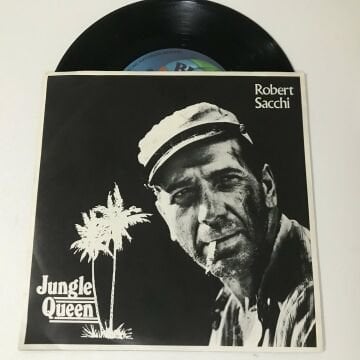 Robert
Sacchi
Jungle
Queen